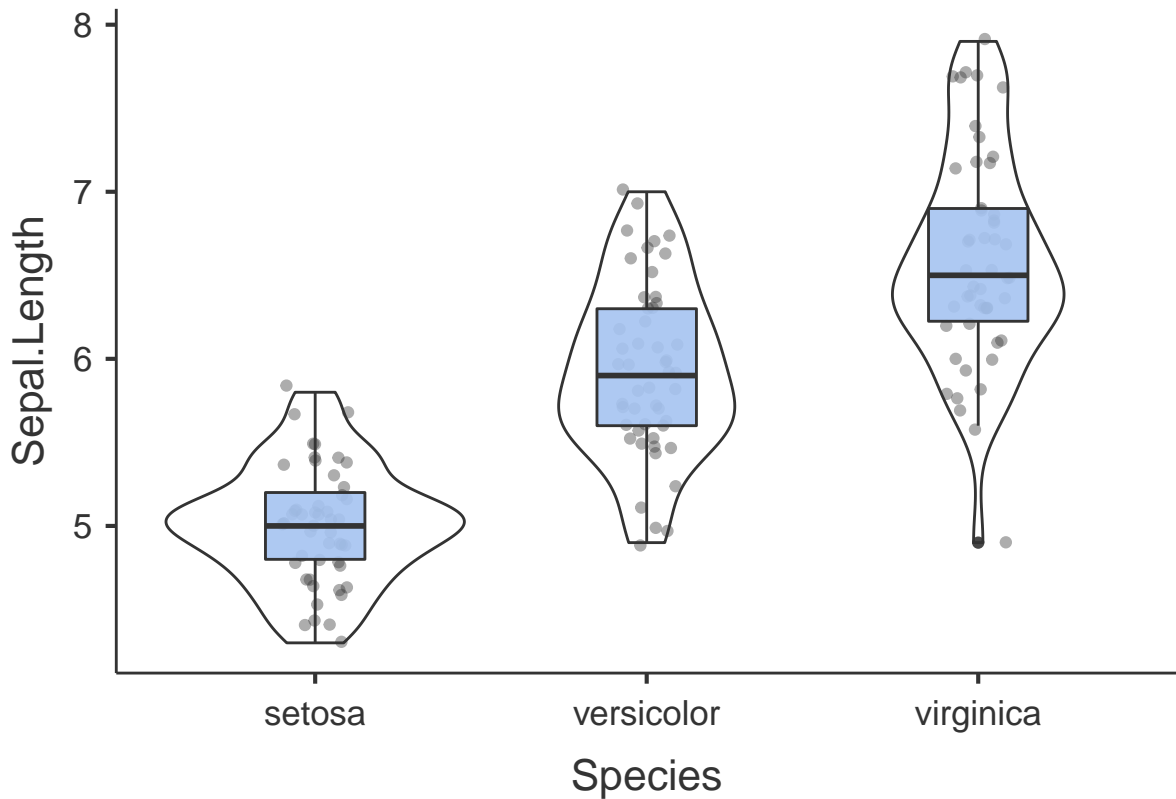 Sepal.Length
8
7
6
5
setosa
versicolor
virginica
Species